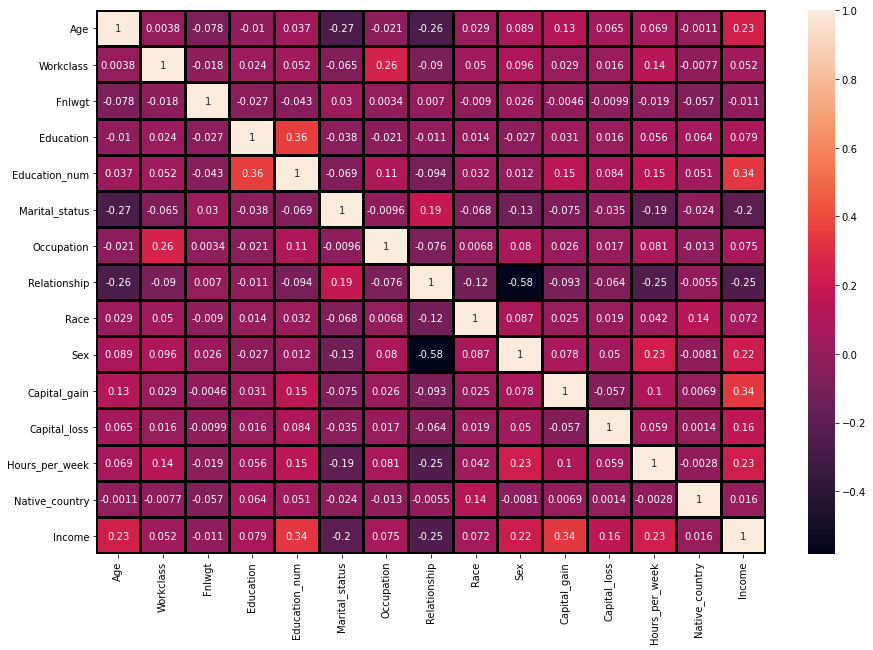 Age 1 0.0038 -0.078 -0.01 0.037 -0.27 -0.021 -0.26 0.029 0.089 0.13 0.065 0.069 -0.0011 0.23
Workclass 0.0038 1 -0.018 0.024 0.052 -0.065 0.26 -0.09 0.05 0.096 0.029 0.016 0.14 -0.0077 0.052
Fnlwgt -0.078 -0.018 1 -0.027 -0.043 0.03 0.0034 0.007 -0.009 0.026 -0.0046 -0.0099 -0.019 -0.057 -0.011
Education -0.01 0.024 -0.027 1 0.36 -0.038 -0.021 -0.011 0.014 -0.027 0.031 0.016 0.056 0.064 0.079
Education_num 0.037 0.052 -0.043 0.36 1 -0.069 0.11 -0.094 0.032 0.012 0.15 0.084 0.15 0.051 0.34
Marital_status -0.27 -0.065 0.03 -0.038 -0.069 1 -0.0096 0.19 -0.068 -0.13 -0.075 -0.035 -0.19 -0.024 -0.2
Occupation -0.021 0.26 0.0034 -0.021 0.11 -0.0096 1 -0.076 0.0068 0.08 0.026 0.017 0.081 -0.013 0.075
Relationship -0.26 -0.09 0.007 -0.011 -0.094 0.19 -0.076 1 -0.12 -0.58 -0.093 -0.064 -0.25 -0.0055 -0.25
Race 0.029 0.05 -0.009 0.014 0.032 -0.068 0.0068 -0.12 1 0.087 0.025 0.019 0.042 0.14 0.072
Sex 0.089 0.096 0.026 -0.027 0.012 -0.13 0.08 -0.58 0.087 1 0.078 0.05 0.23 -0.0081 0.22
Capital_gain 0.13 0.029 -0.0046 0.031 0.15 -0.075 0.026 -0.093 0.025 0.078 1 -0.057 0.1 0.0069 0.34
Capital_loss 0.065 0.016 -0.0099 0.016 0.084 -0.035 0.017 -0.064 0.019 0.05 -0.057 1 0.059 0.0014 0.16
Hours_per_week 0.069 0.14 -0.019 0.056 0.15 -0.19 0.081 -0.25 0.042 0.23 0.1 0.059 1 -0.0028 0.23
Native_country -0.0011 -0.0077 -0.057 0.064 0.051 -0.024 -0.013 -0.0055 0.14 -0.0081 0.0069 0.0014 -0.0028 1 0.016
Income 0.23 0.052 -0.011 0.079 0.34 -0.2 0.075 -0.25 0.072 0.22 0.34 0.16 0.23 0.016 1
Age
Workclass
Fnlwgt
Education
Education_num
Marital_status
Occupation
Relationship
Race
Sex
Capital_gain
Capital_loss
Hours_per_week
Native_country
Income
1.0
0.8
0.6
0.4
0.2
0.0
−0.2
−0.4